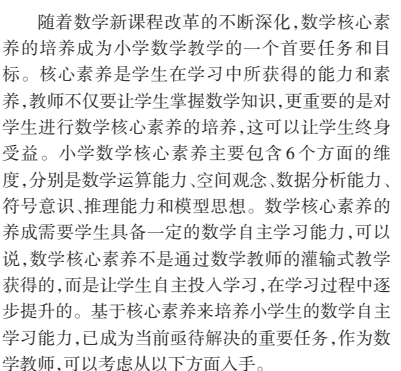 随着数学新课程改革的不断深化,数学核心素
养的培养成为小学数学教学的一个首要任务和目
标。核心素养是学生在学习中所获得的能力和素
养,教师不仅要让学生掌握数学知识,更重要的是对
学生进行数学核心素养的培养,这可以让学生终身
受益。小学数学核心素养主要包含6个方面的维
度,分别是数学运算能力、空间观念、数据分析能力、
符号意识、推理能力和模型思想。数学核心素养的
养成需要学生具备一定的数学自主学习能力,可以
说,数学核心素养不是通过数学教师的灌输式教学
获得的,而是让学生自主投入学习,在学习过程中逐
步提升的。基于核心素养来培养小学生的数学自主
学习能力,已成为当前亟待解决的重要任务,作为数
学教师,可以考虑从以下方面入手。